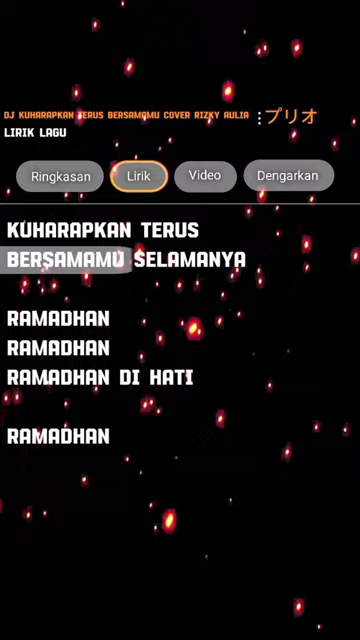 DJ KUHARAPKAN TERUS BERSAMAMU COVER RIZKY AULIA ⋮プリオ
LIRIK LAGU
Ringkasan Lirik Video Dengarkan
KUHARAPKAN TERUS
BERSAMAMU SELAMANYA
RAMADHAN
RAMADHAN
RAMADHAN DI HATI
RAMADHAN